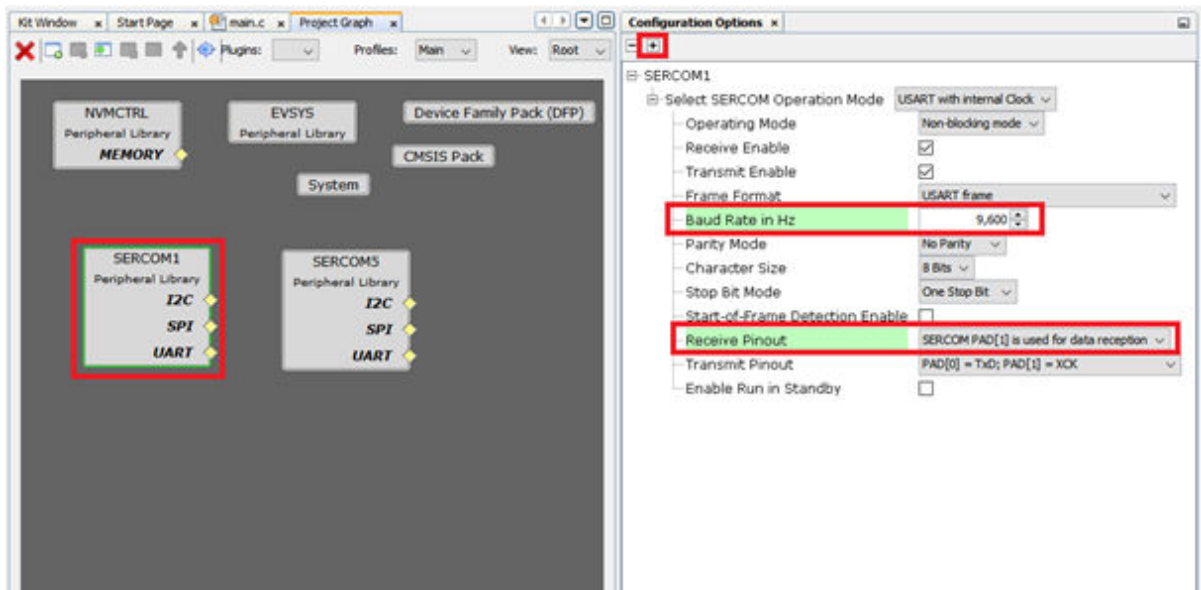 Kit Window
Start Page
main.c
Project Graph
Plugins:
Profiles:
Main
View:
Root
NVMCTRL
Peripheral Library
MEMORY
EVSYS
Peripheral Library
Device Family Pack (DFP)
CMSIS Pack
System
SERCOM1
Peripheral Library
I2C
SPI
UART
SERCOM5
Peripheral Library
I2C
SPI
UART
Configuration Options
SERCOM1
Select SERCOM Operation Mode USART with internal Clock
Operating Mode Non-blocking mode
Receive Enable
Transmit Enable
Frame Format USART frame
Baud Rate in Hz 9,600
Parity Mode No Parity
Character Size 8 Bits
Stop Bit Mode One Stop Bit
Start-of-Frame Detection Enable
Receive Pinout SERCOM PAD[1] is used for data reception
Transmit Pinout PAD[0] = TxD; PAD[1] = XCK
Enable Run in Standby